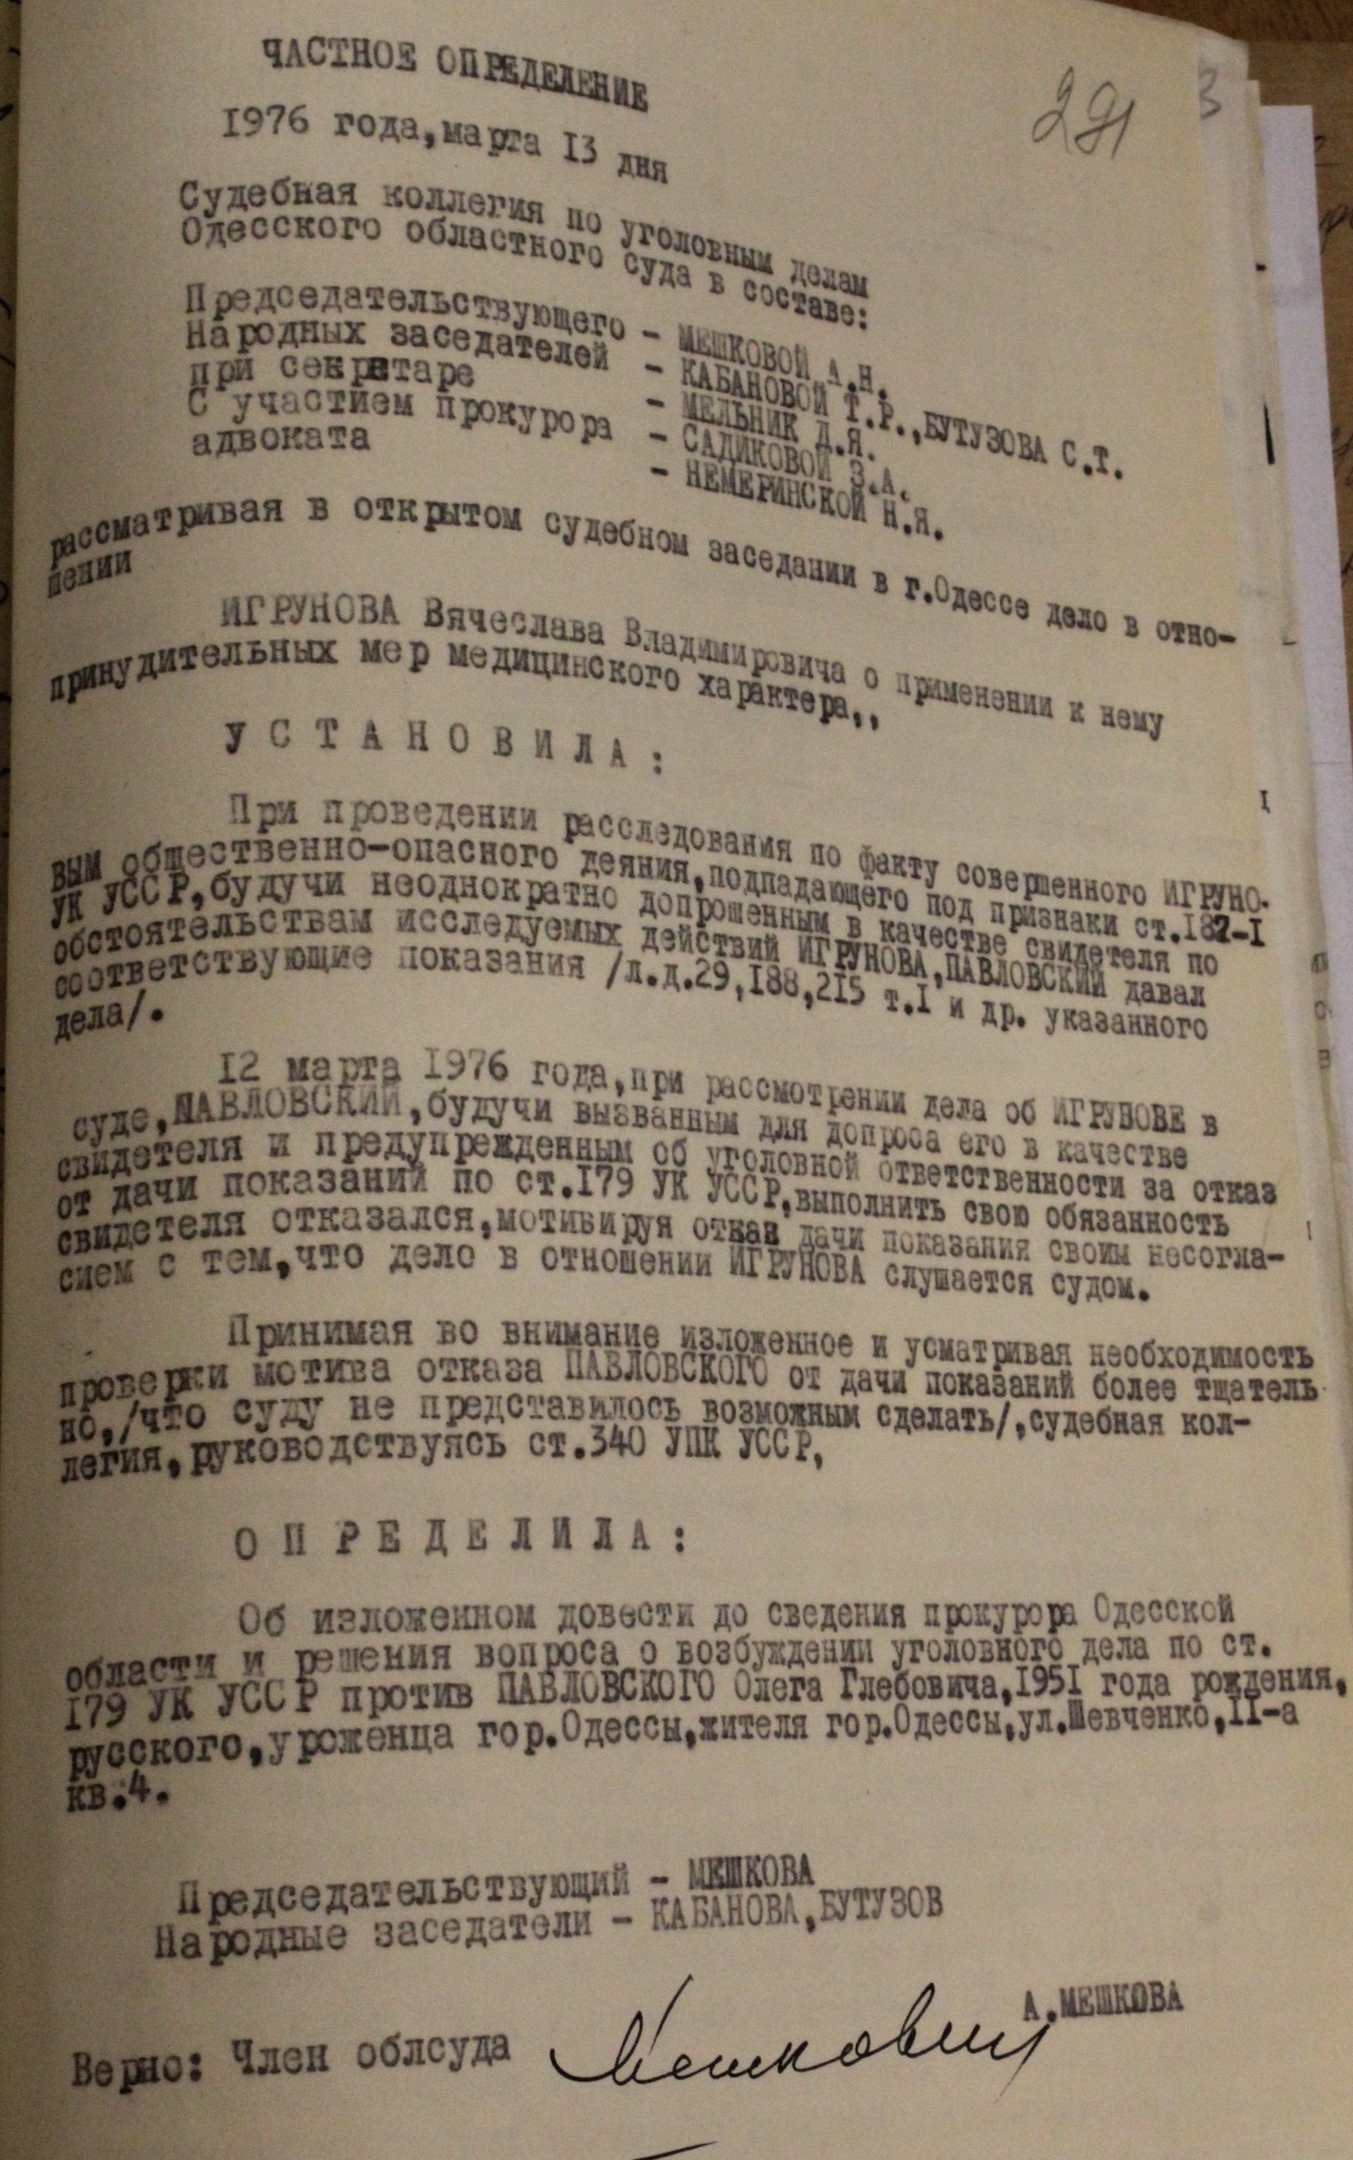 ЧАСТНОЕ ОПРЕДЕЛЕНИЕ
291
3
1976 года,марта 13 дня
Судебная коллегия по уголовным делам
Одесского областного суда в составе:
Председательствующего - МЕШКОВОЙ А.Н.
Народных заседателей - КАБАНОВОЙ Т.Р.,БУТУЗОВА С.Т.
при секретаре - МЕЛЬНИК Д.Я.
С участием прокурора - САДИКОВОЙ З.А.
адвоката - НЕМЕРИНСКОЙ Н.Я.
рассматривая в открытом судебном заседании в г.Одессе дело в отно-
шении
ИГРУНОВА Вячеслава Владимировича о применении к нему
принудительных мер медицинского характера,,
У С Т А Н О В И Л А :
При проведении расследования по факту совершенного ИГРУНО-
вым общественно-опасного деяния,подпадающего под признаки ст.187-I
УК УССР,будучи неоднократно допрошенным в качестве свидетеля по
обстоятельствам исследуемых действий ИГРУНОВА,ПАВЛОВСКИЙ давал
соответствующие показания /л.д.29,188,215 т.I и др. указанного
дела/.
12 марта 1976 года,при рассмотрении дела об ИГРУНОВЕ в
суде,ПАВЛОВСКИЙ,будучи вызванным для допроса его в качестве
свидетеля и предупрежденным об уголовной ответственности за отказ
от дачи показаний по ст.179 УК УССР,выполнить свою обязанность
свидетеля отказался,мотивируя отказ дачи показания своим несогла-
сием с тем,что дело в отношении ИГРУНОВА слушается судом.
Принимая во внимание изложенное и усматривая необходимость
проверки мотива отказа ПАВЛОВСКОГО от дачи показаний более тщатель
но,/что суду не представилось возможным сделать/,судебная кол-
легия,руководствуясь ст.340 УПК УССР,
О П Р Е Д Е Л И Л А :
Об изложенном довести до сведения прокурора Одесской
области и решения вопроса о возбуждении уголовного дела по ст.
179 УК УССР против ПАВЛОВСКОГО Олега Глебовича,1951 года рождения,
русского,уроженца гор.Одессы,жителя гор.Одессы,ул.Шевченко,II-а
кв.4.
Председательствующий - МЕШКОВА
Народные заседатели - КАБАНОВА,БУТУЗОВ
А.МЕШКОВА
Верно: Член облсуда Мешкова